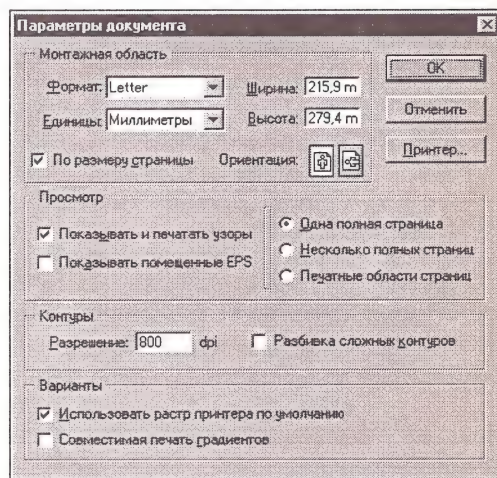 Параметры документа
Монтажная область
Формат: Letter
Ширина: 215,9 m
OK
Единицы: Миллиметры
Высота: 279,4 m
Отменить
По размеру страницы
Ориентация:
Принтер...
Просмотр
Показывать и печатать узоры
Показывать помещенные EPS
Одна полная страница
Несколько полных страниц
Печатные области страниц
Контуры
Разрешение: 800 dpi
Разбивка сложных контуров
Варианты
Использовать растр принтера по умолчанию
Совместимая печать градиентов